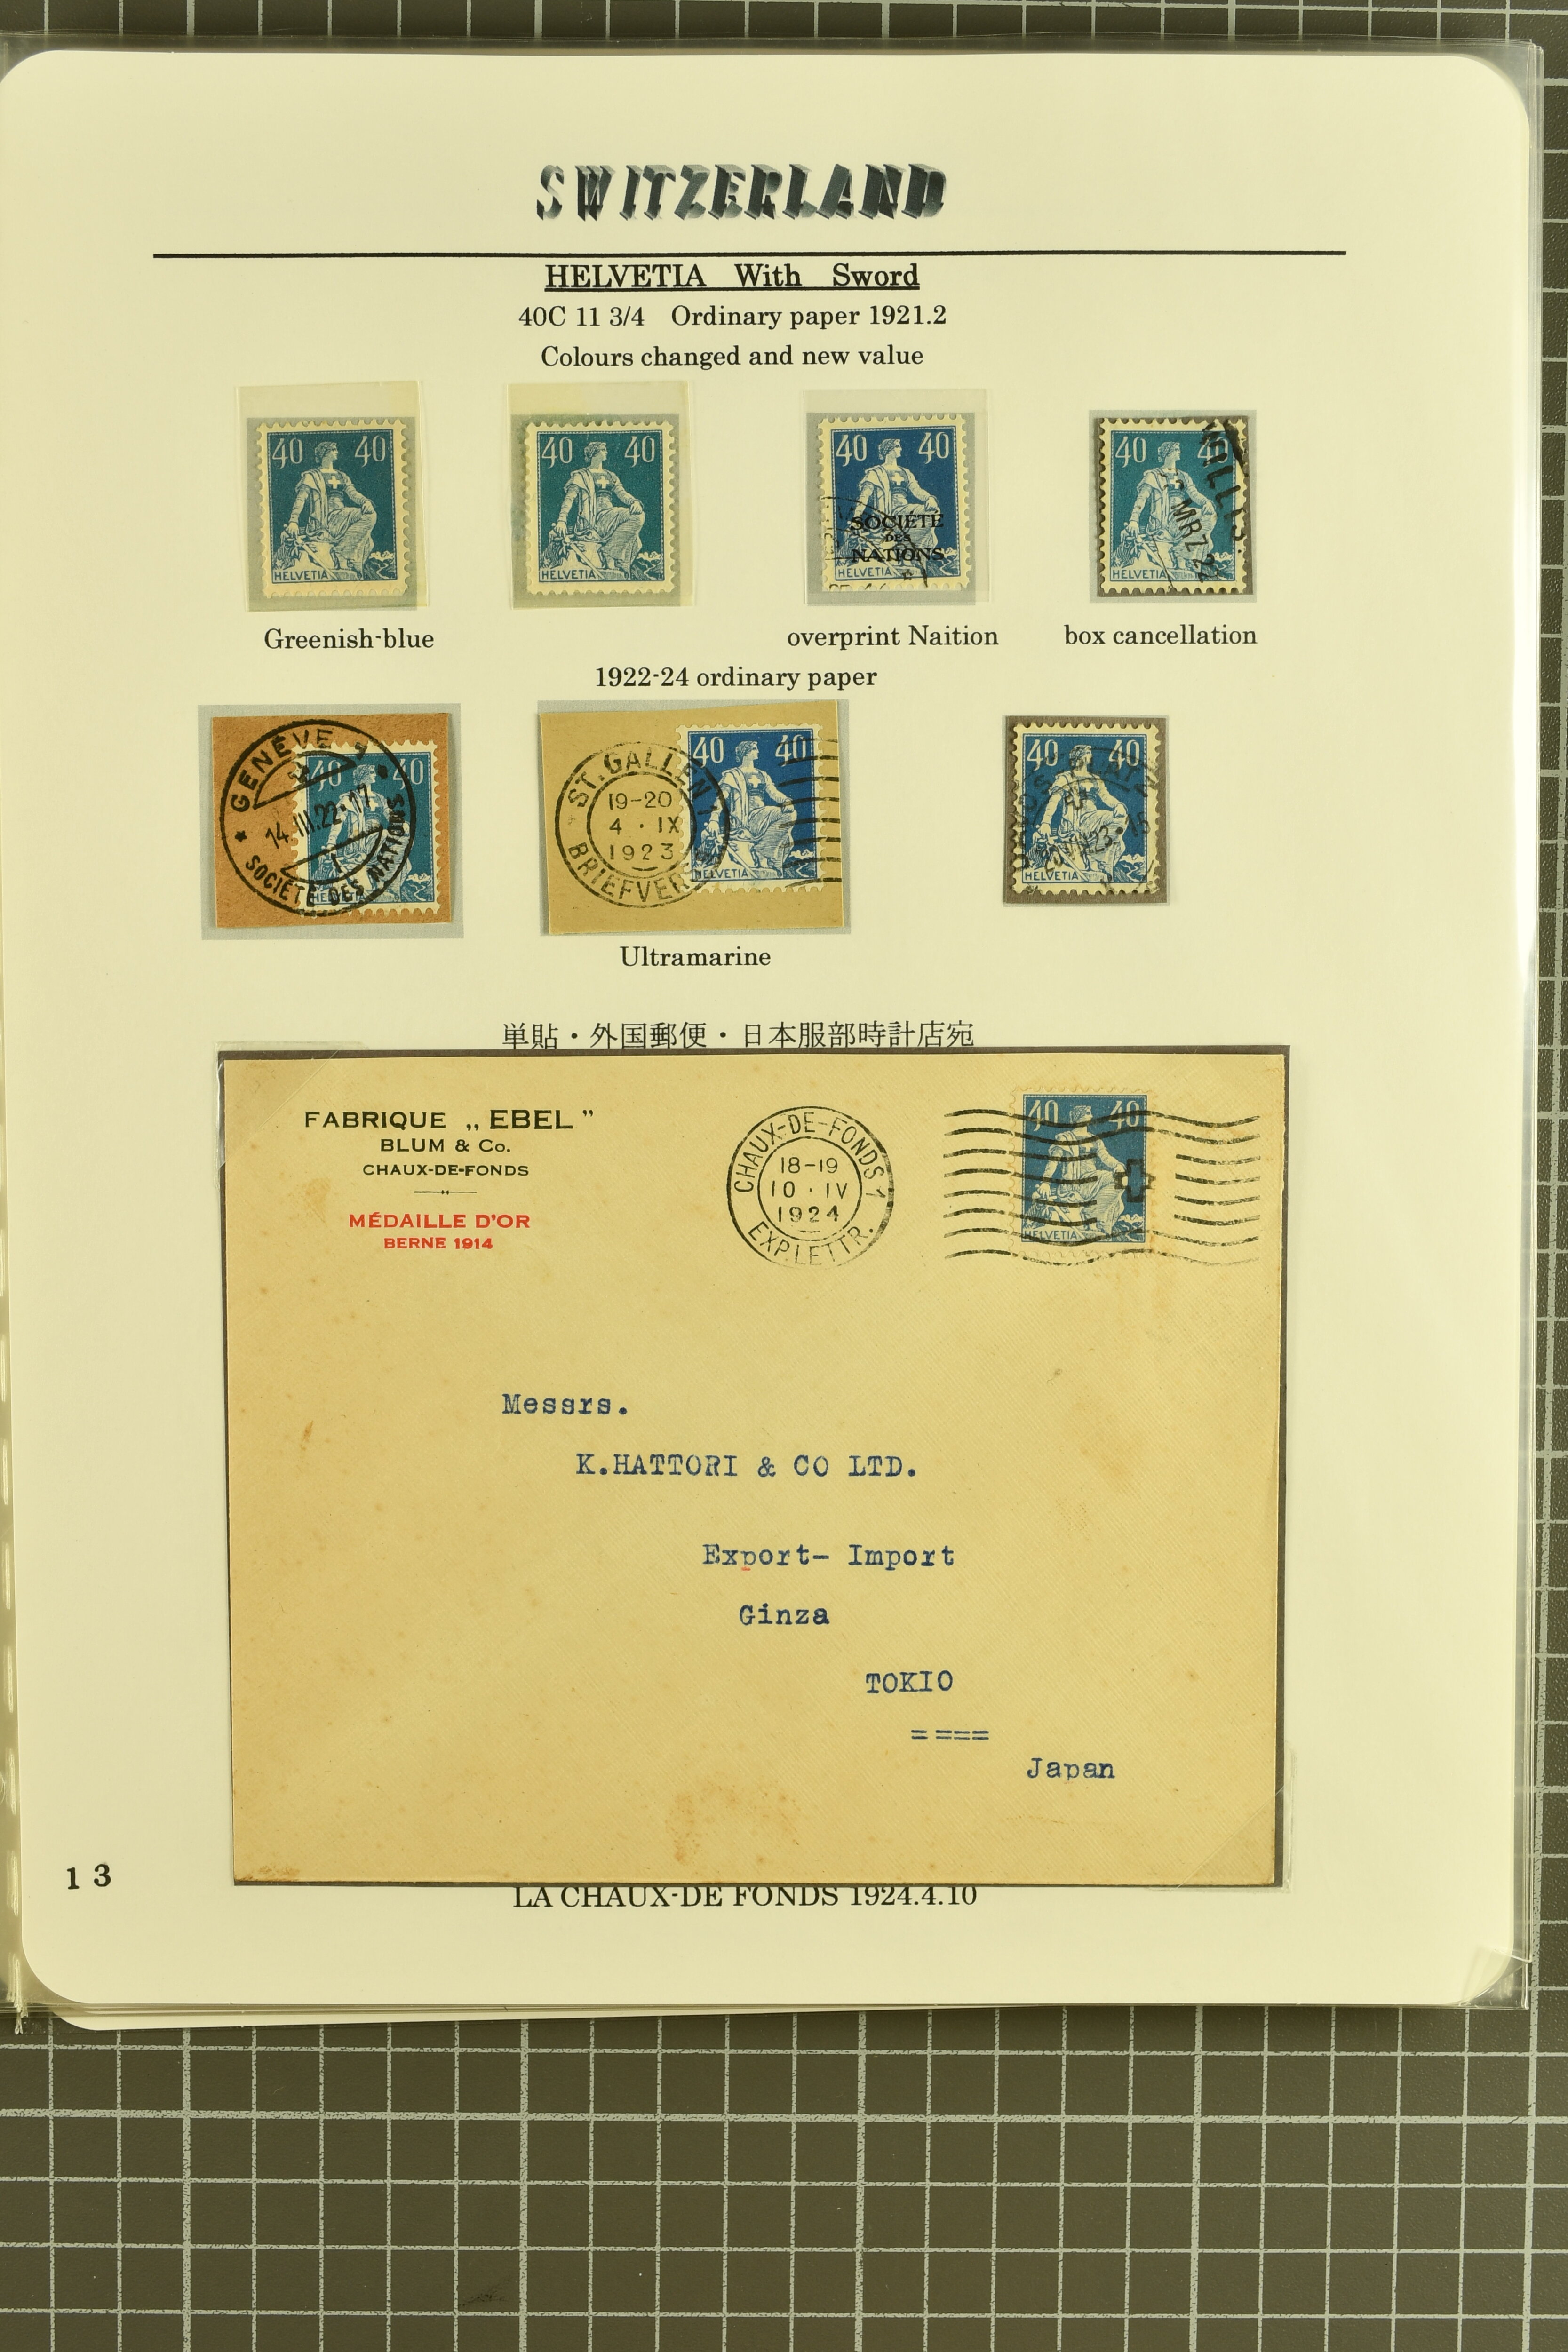 SWITZERLAND
HELVETIA With Sword
40C 11 3/4 Ordinary paper 1921.2
Colours changed and new value
40 40
HELVETIA
40 40
HELVETIA
40 40
SOCIÉTÉ
DES
NATIONS
HELVETIA
40 40
MRZ 22
HELVETIA
Greenish-blue
overprint Naition
box cancellation
1922-24 ordinary paper
GENÈVE
40 40
14.III.22-17
SOCIÉTÉ DES NATIONS
ST. GALLEN 1
19-20
4 · IX
1923
BRIEFVERS
40 40
HELVETIA
40 40
HELVETIA
Ultramarine
単貼・外国郵便・日本服部時計店宛
FABRIQUE „ EBEL ”
BLUM & Co.
CHAUX-DE-FONDS
MÉDAILLE D'OR
BERNE 1914
CHAUX-DE-FONDS 1
18-19
10 · IV
1924
EXP. LETTR.
40 40
HELVETIA
Messrs.
K.HATTORI & CO LTD.
Export- Import
Ginza
TOKIO
====
Japan
13
LA CHAUX-DE FONDS 1924.4.10